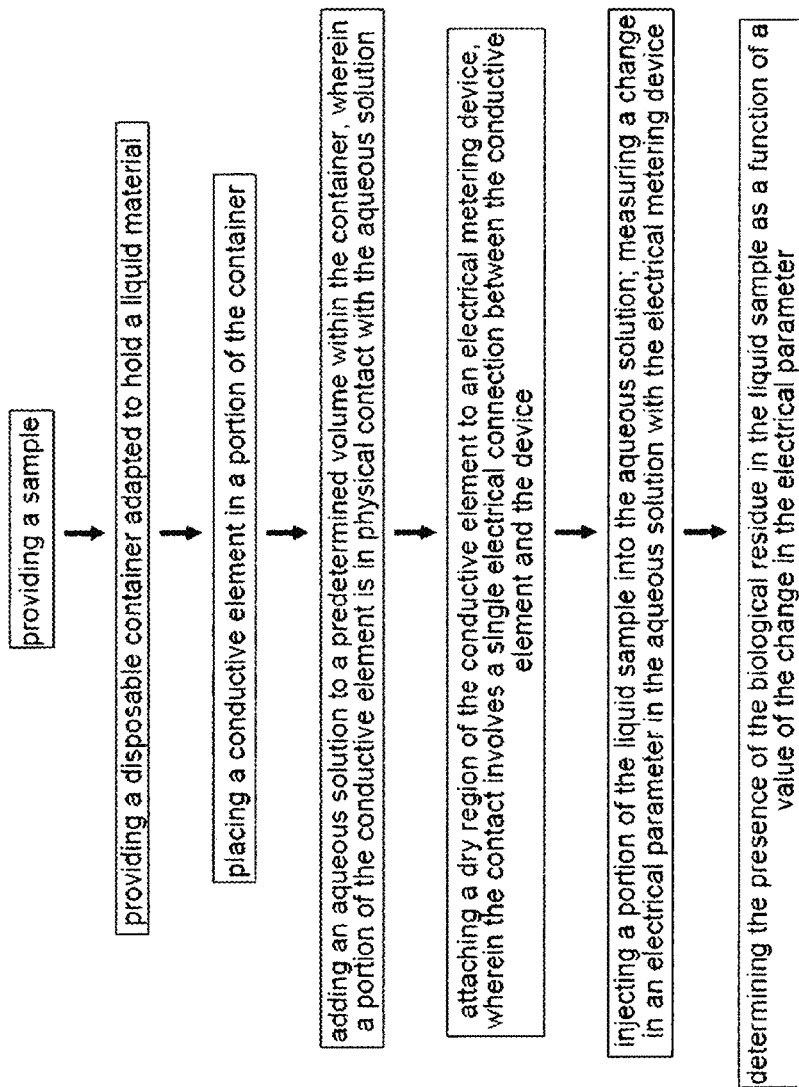 providing a sample
providing a disposable container adapted to hold a liquid material
placing a conductive element in a portion of the container
adding an aqueous solution to a predetermined volume within the container, wherein
a portion of the conductive element is in physical contact with the aqueous solution
attaching a dry region of the conductive element to an electrical metering device,
wherein the contact involves a single electrical connection between the conductive
element and the device
injecting a portion of the liquid sample into the aqueous solution; measuring a change
in an electrical parameter in the aqueous solution with the electrical metering device
determining the presence of the biological residue in the liquid sample as a function of a
value of the change in the electrical parameter